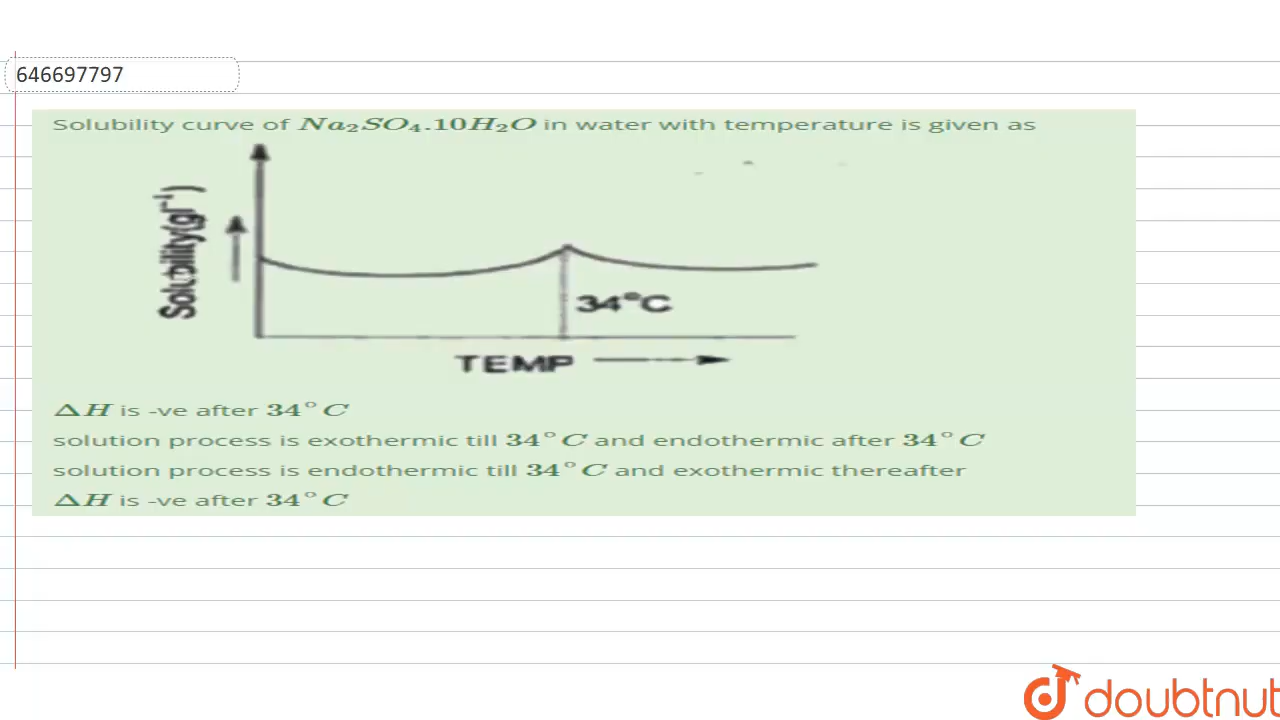 646697797
Solubility curve of Na₂SO₄.10H₂O in water with temperature is given as
Solubility(gl⁻¹)
34°C
TEMP
ΔH is -ve after 34°C
solution process is exothermic till 34°C and endothermic after 34°C
solution process is endothermic till 34°C and exothermic thereafter
ΔH is -ve after 34°C
doubtnut